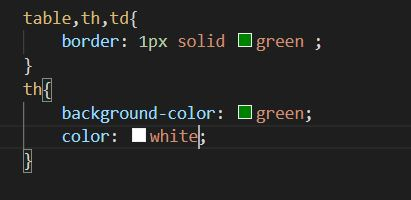 table,th,td{
    border: 1px solid green ;
}
th{
    background-color: green;
    color: white;
}